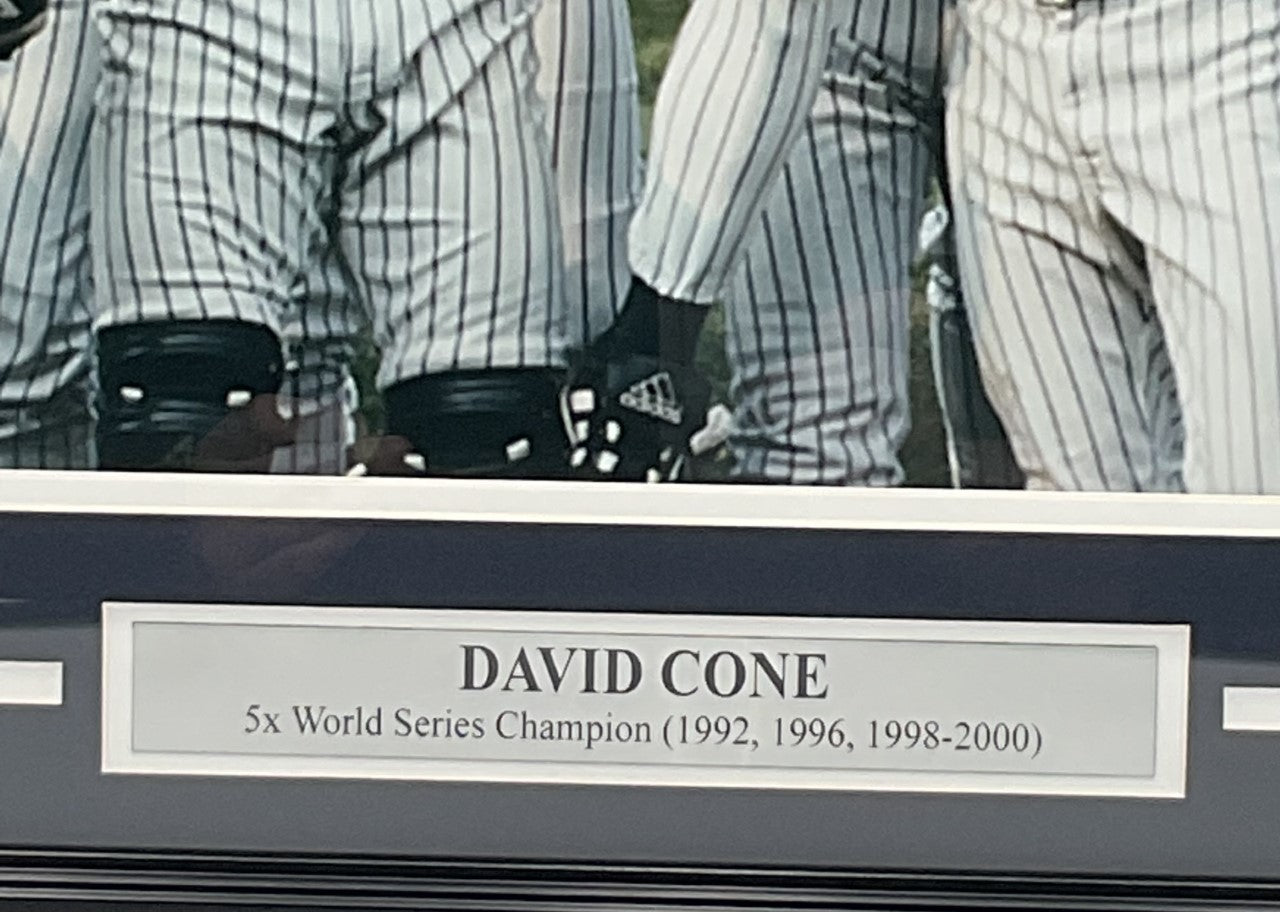 DAVID CONE
5x World Series Champion (1992, 1996, 1998-2000)